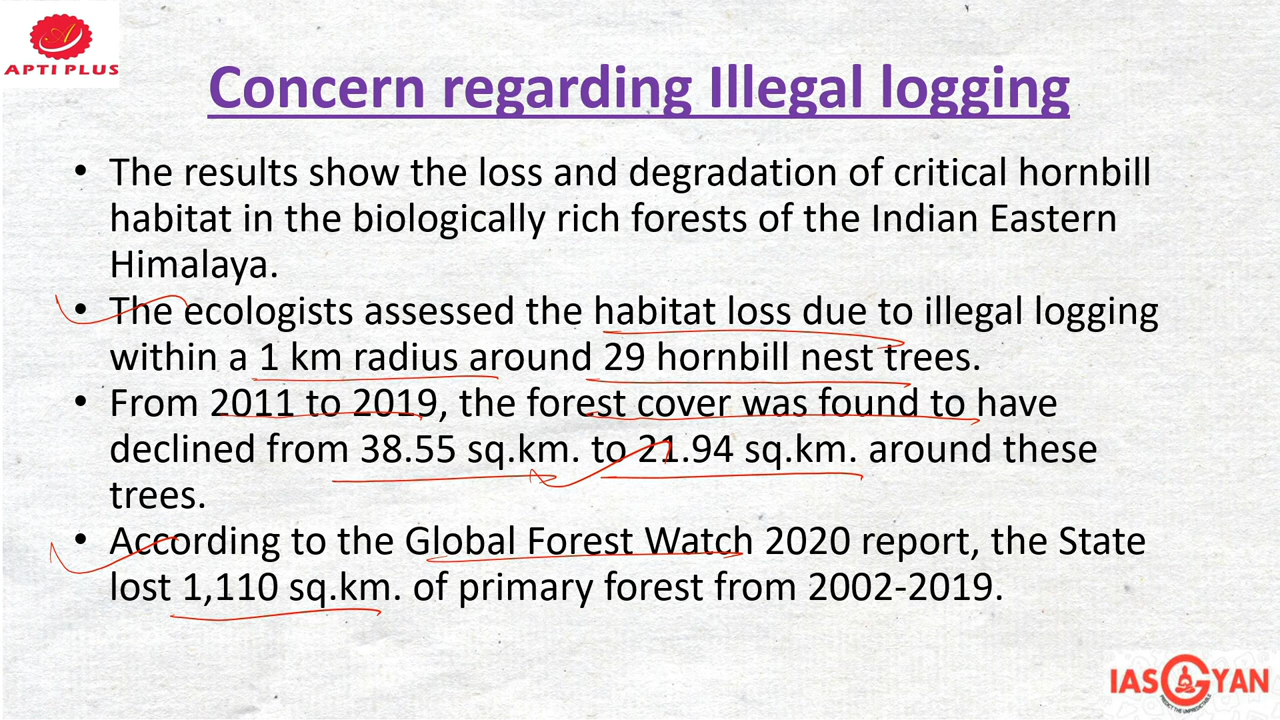 APTI PLUS
Concern regarding Illegal logging
• The results show the loss and degradation of critical hornbill
habitat in the biologically rich forests of the Indian Eastern
Himalaya.
• The ecologists assessed the habitat loss due to illegal logging
within a 1 km radius around 29 hornbill nest trees.
• From 2011 to 2019, the forest cover was found to have
declined from 38.55 sq.km. to 21.94 sq.km. around these
trees.
• According to the Global Forest Watch 2020 report, the State
lost 1,110 sq.km. of primary forest from 2002-2019.
IAS GYAN
PREDICT THE UNPREDICTABLE